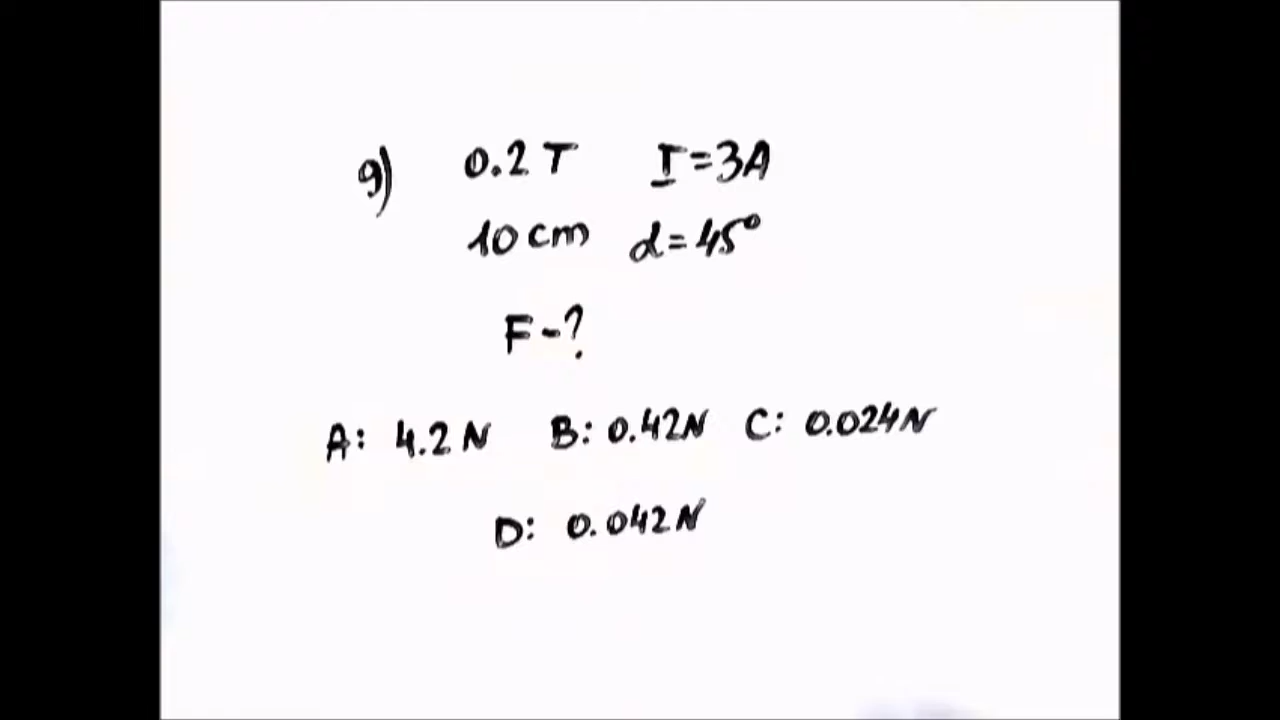 9) 0.2 T I=3A
10 cm α=45°
F-?
A: 4.2 N B: 0.42N C: 0.024N
D: 0.042N